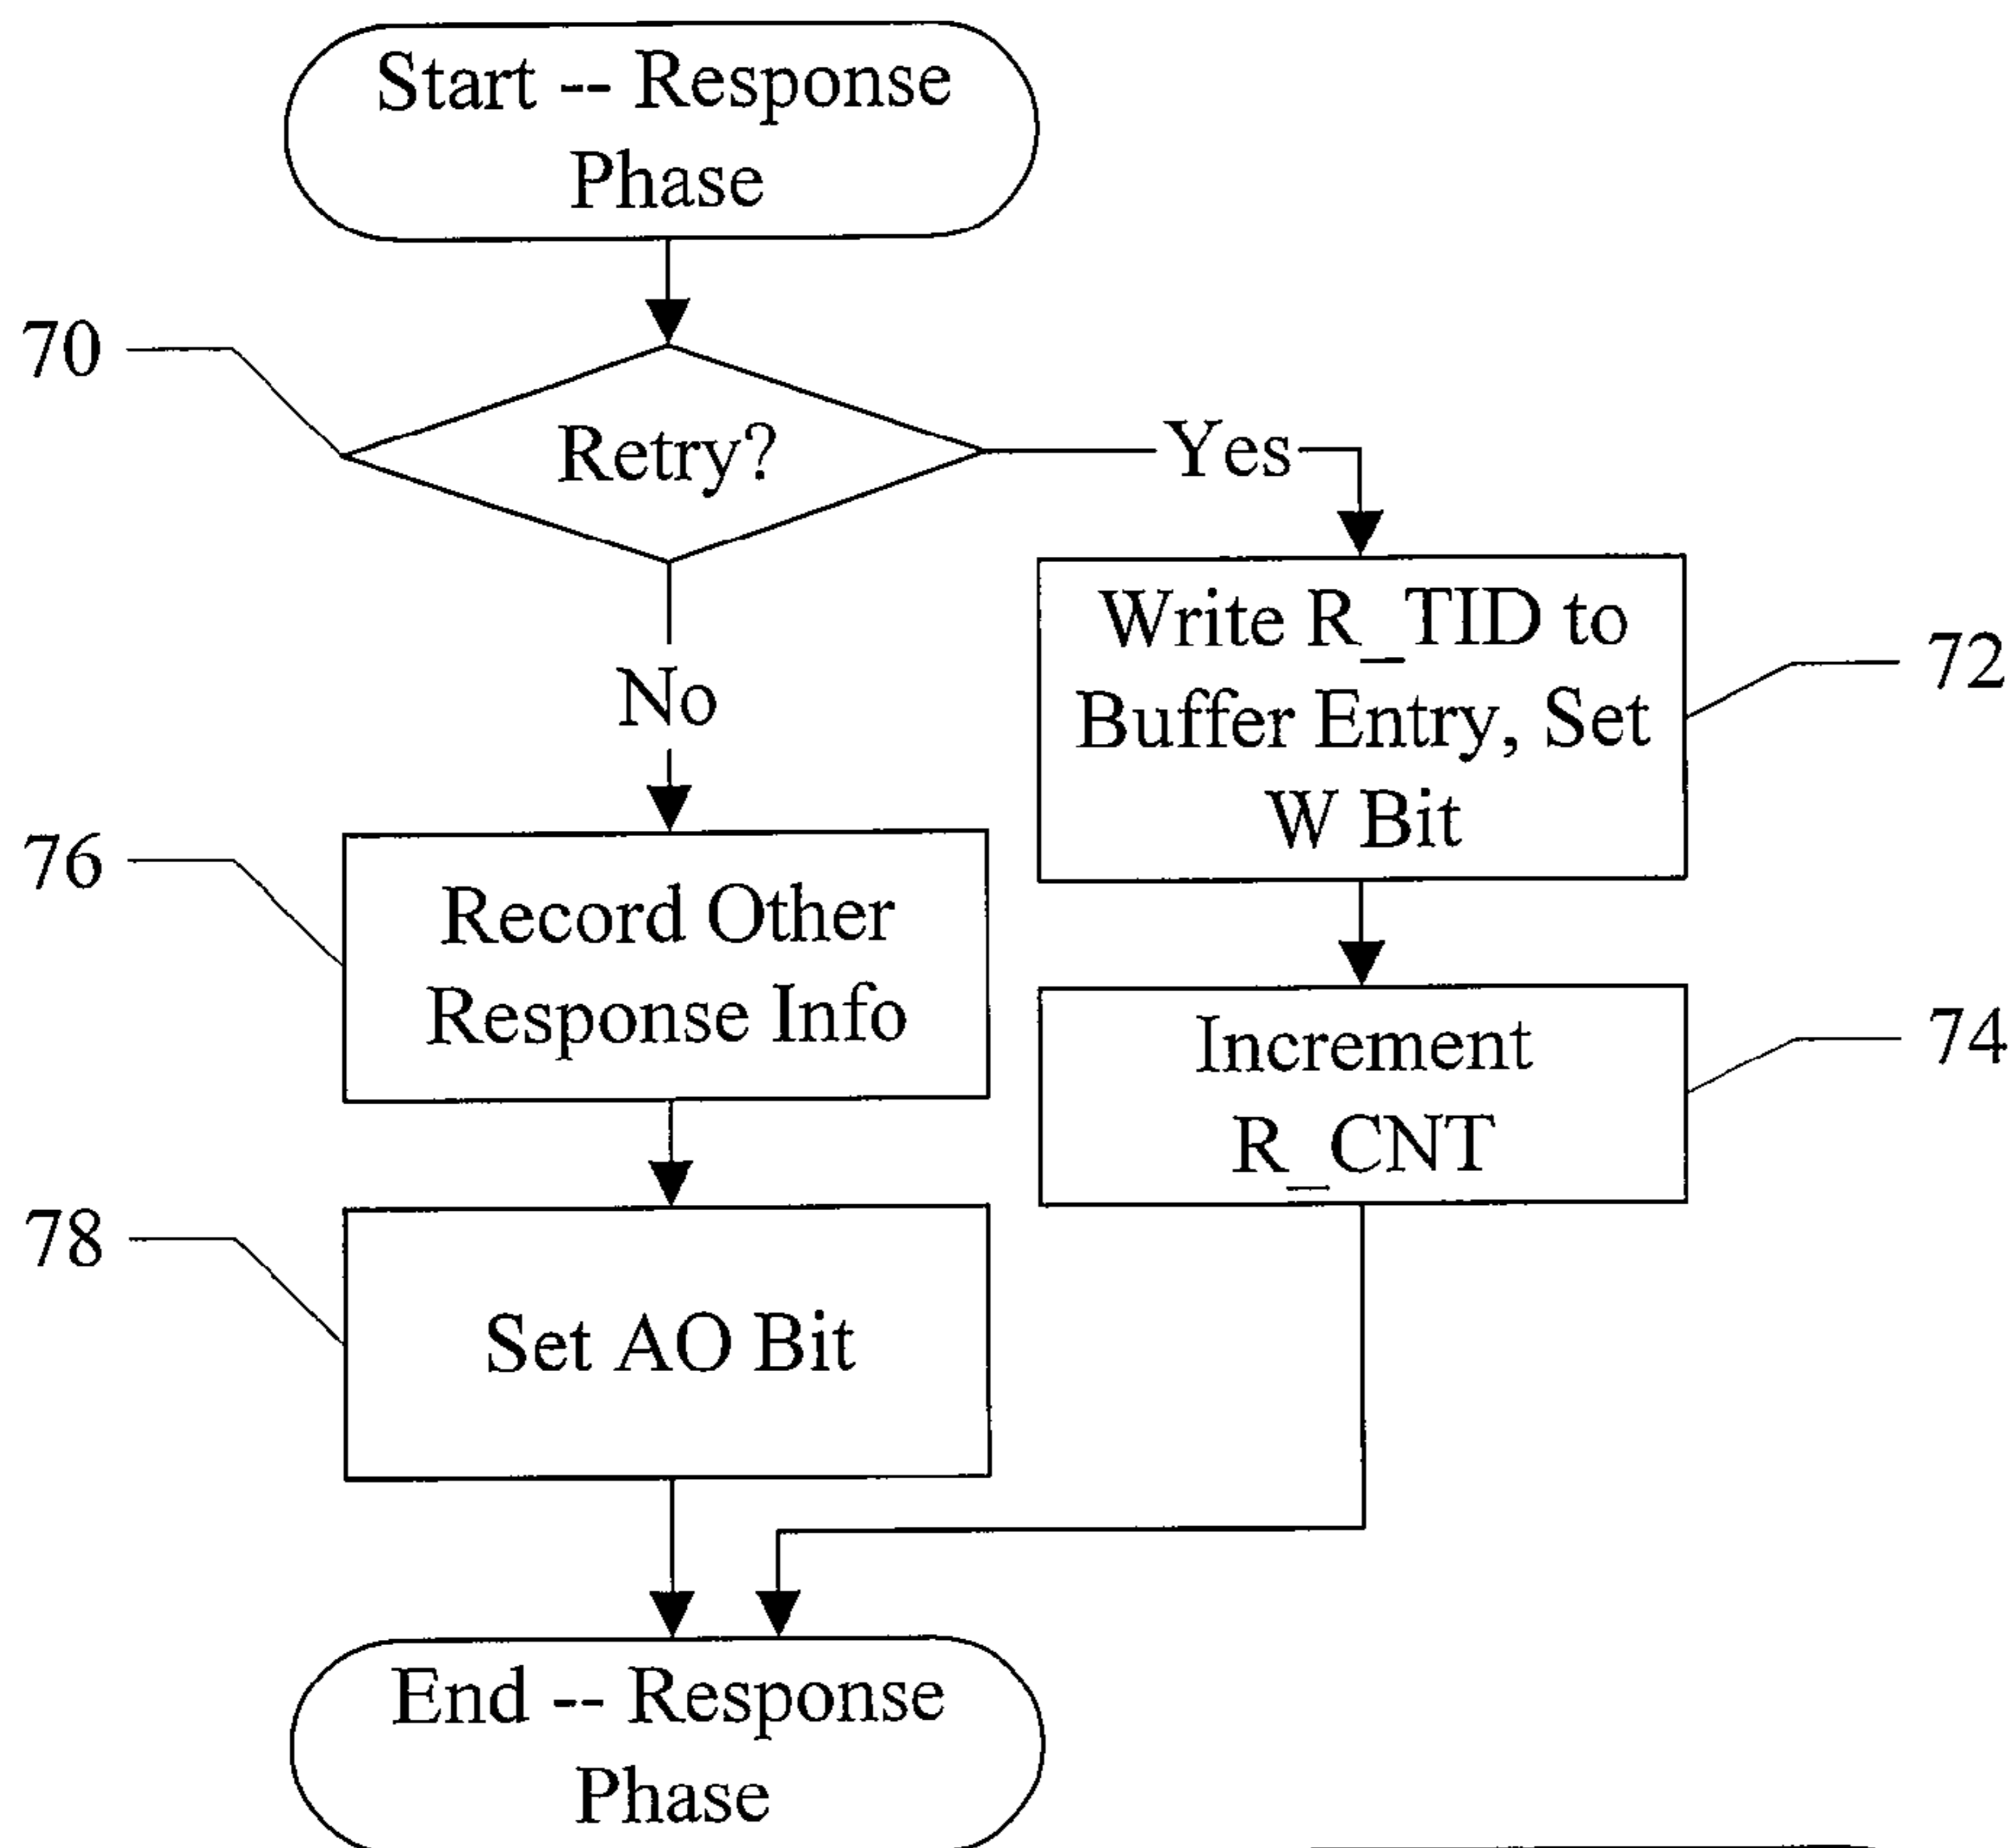 Start -- Response
Phase
70
Retry?
Yes
No
Write R_TID to
Buffer Entry, Set
W Bit
72
76
Record Other
Response Info
Increment
R_CNT
74
78
Set AO Bit
End -- Response
Phase